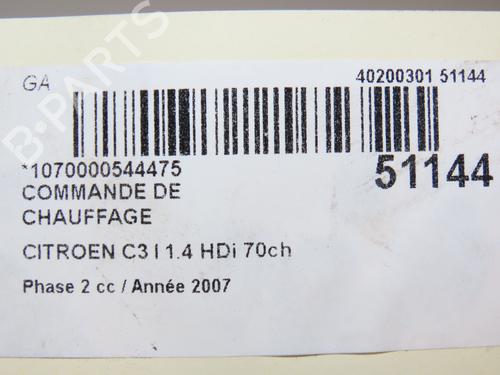 GA
40200301 51144
*1070000544475
51144
COMMANDE DE
CHAUFFAGE
CITROEN C3 I 1.4 HDi 70ch
Phase 2 cc / Année 2007
B-PARTS